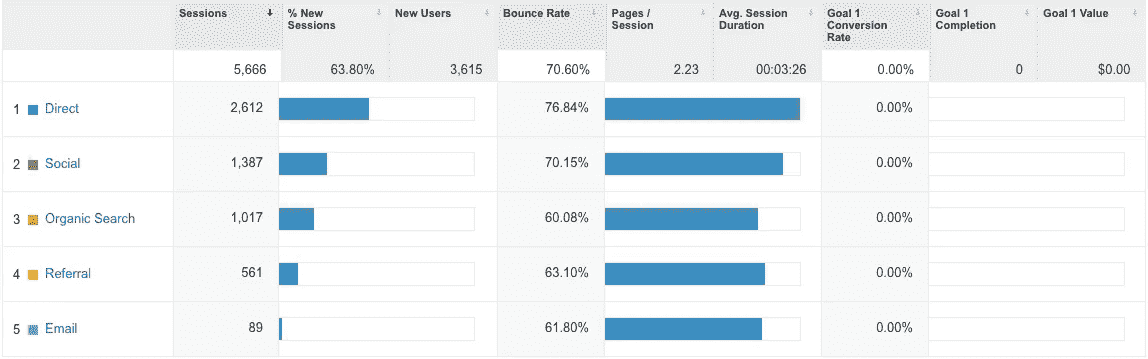 Sessions % New Sessions New Users Bounce Rate Pages / Session Avg. Session Duration Goal 1 Conversion Rate Goal 1 Completion Goal 1 Value
5,666 63.80% 3,615 70.60% 2.23 00:03:26 0.00% 0 $0.00
1 Direct 2,612 76.84% 0.00%
2 Social 1,387 70.15% 0.00%
3 Organic Search 1,017 60.08% 0.00%
4 Referral 561 63.10% 0.00%
5 Email 89 61.80% 0.00%